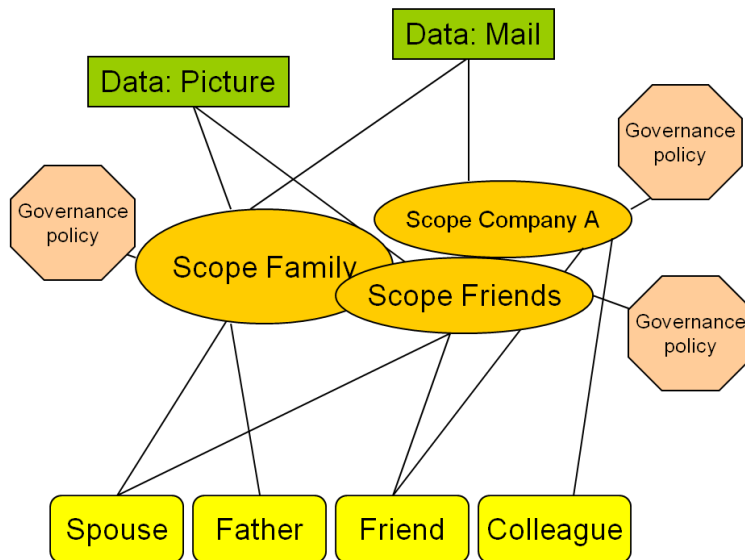 Data: Mail
Data: Picture
Governance
policy
Governance
policy
Scope Company A
Scope Family
Scope Friends
Governance
policy
Spouse
Father
Friend
Colleague